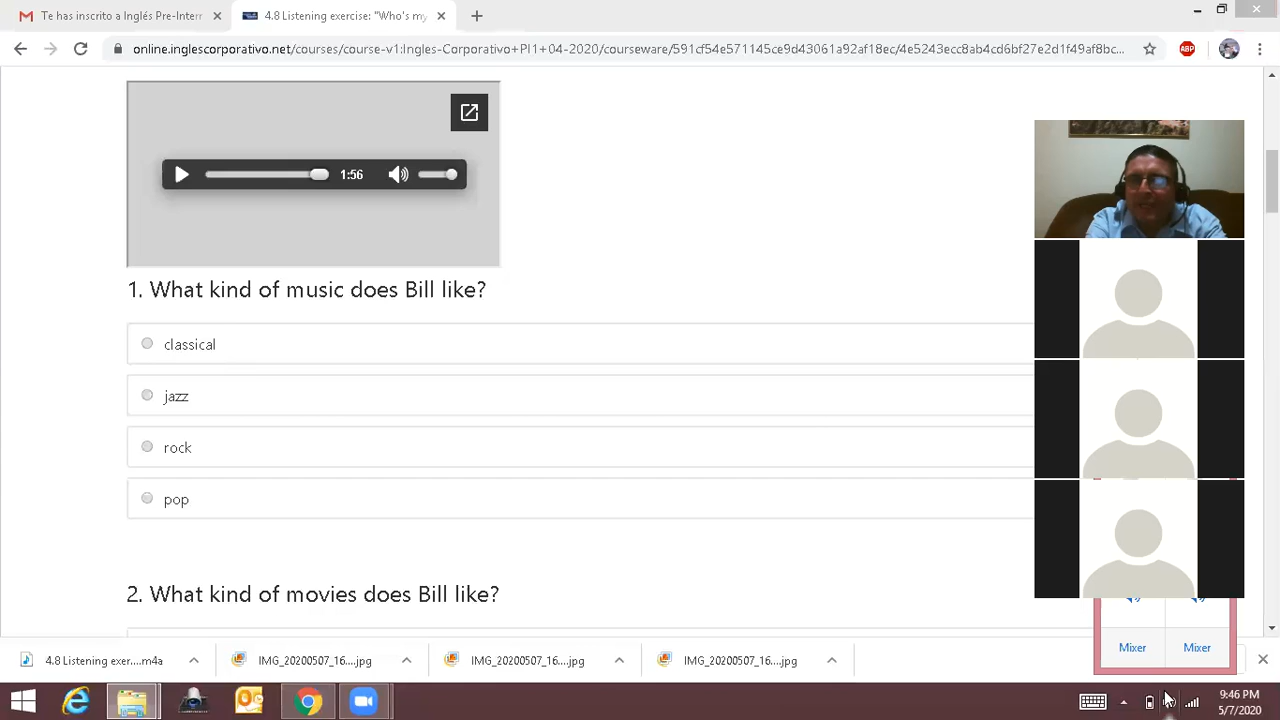 Te has inscrito a Inglés Pre-Interr
4.8 Listening exercise: "Who's my
online.inglescorporativo.net/courses/course-v1:Ingles-Corporativo+PI1+04-2020/courseware/591cf54e571145ce9d43061a92af18ec/4e5243ecc8ab4cd6bf27e2d1f49af8bc...
ABP
1:56
1. What kind of music does Bill like?
classical
jazz
rock
pop
2. What kind of movies does Bill like?
Mixer Mixer
4.8 Listening exer....m4a
IMG_20200507_16....jpg
IMG_20200507_16....jpg
IMG_20200507_16....jpg
9:46 PM
5/7/2020